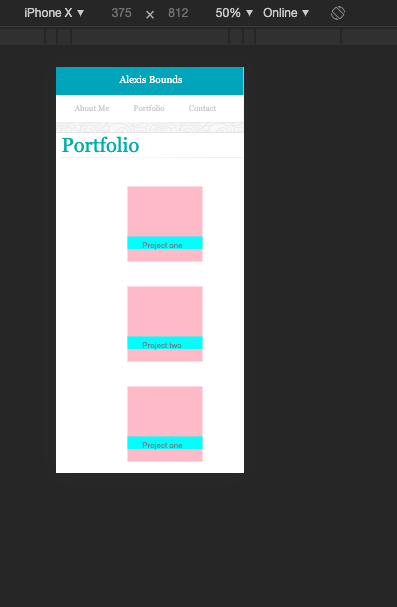 iPhone X ▼ 375 × 812 50% ▼ Online ▼
Alexis Bounds
About Me Portfolio Contact
Portfolio
Project one
Project two
Project one